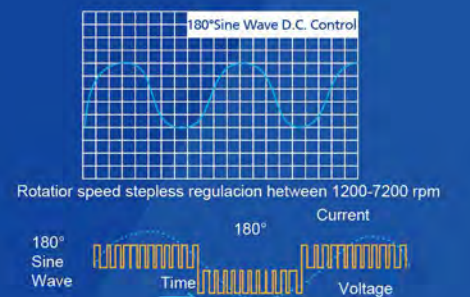 180°Sine Wave D.C. Control
Rotatior speed stepless regulacion hetween 1200-7200 rpm
Current
180°
180°
Sine
Wave
Time
Voltage